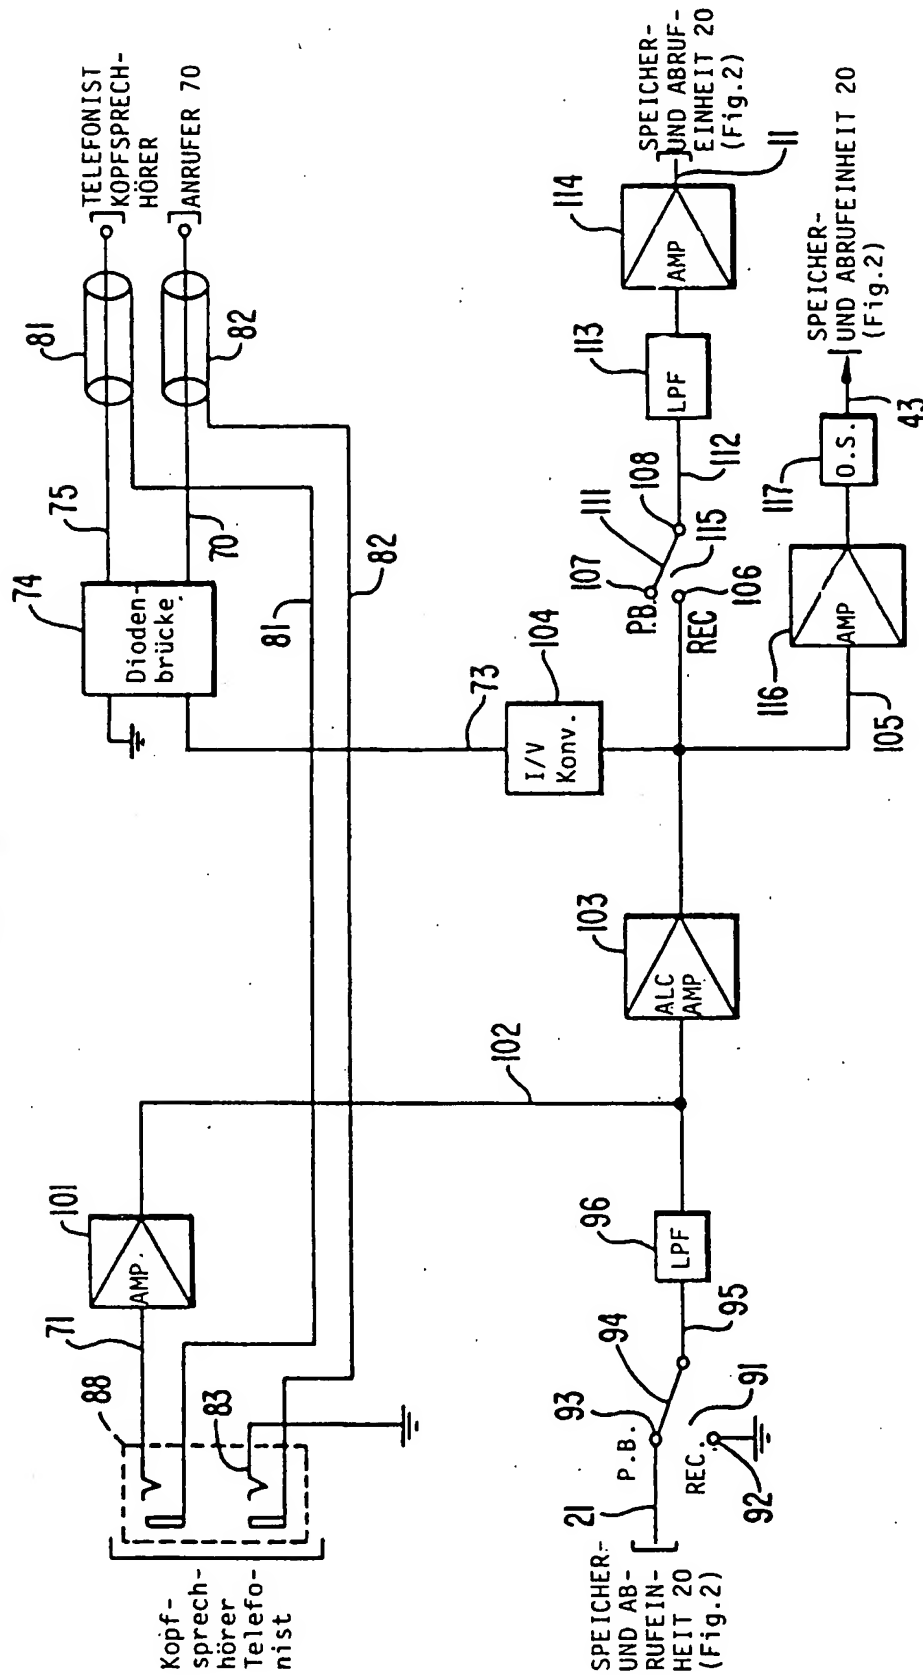 TELEFONIST
KOPFSPRECH-
HÖRER
ANRUFER 70
81
82
75
70
74
Dioden-
brücke
81
82
73
104
I/V
Konv.
101
AMP.
71
88
83
Kopf-
sprech-
hörer
Telefo-
nist
102
SPEICHER-
UND ABRUF-
EINHEIT 20
(Fig.2)
11
114
AMP
113
LPF
112
108
111
107
P.B.
115
106
REC
SPEICHER-
UND ABRUFEINHEIT 20
(Fig.2)
43
O.S.
117
AMP
116
105
103
ALC
AMP
96
LPF
95
94
93
P.B.
91
REC.
92
21
SPEICHER-
UND AB-
RUFEIN-
HEIT 20
(Fig.2)